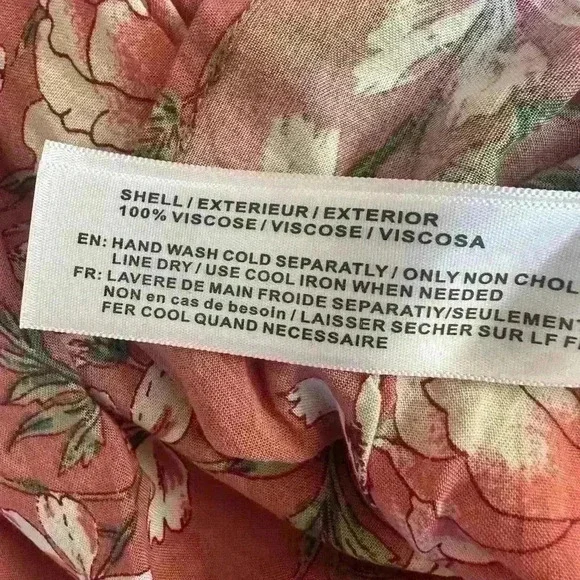 SHELL / EXTERIEUR / EXTERIOR
100% VISCOSE / VISCOSE / VISCOSA
EN: HAND WASH COLD SEPARATLY / ONLY NON CHOL
LINE DRY / USE COOL IRON WHEN NEEDED
FR: LAVERE DE MAIN FROIDE SEPARATIY/SEULEMENT
NON en cas de besoin / LAISSER SECHER SUR LF
FER COOL QUAND NECESSAIRE